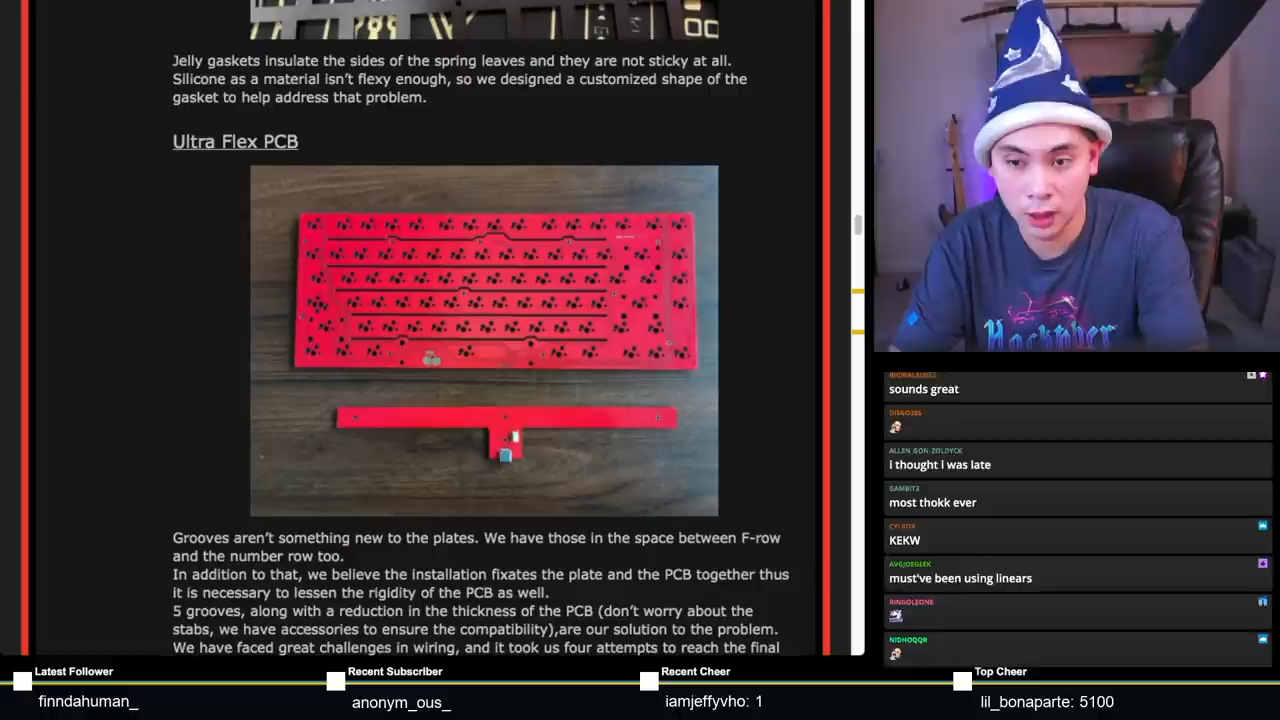 Jelly gaskets insulate the sides of the spring leaves and they are not sticky at all.
Silicone as a material isn’t flexy enough, so we designed a customized shape of the
gasket to help address that problem.
Ultra Flex PCB
Grooves aren’t something new to the plates. We have those in the space between F-row
and the number row too.
In addition to that, we believe the installation fixates the plate and the PCB together thus
it is necessary to lessen the rigidity of the PCB as well.
5 grooves, along with a reduction in the thickness of the PCB (don’t worry about the
stabs, we have accessories to ensure the compatibility),are our solution to the problem.
We have faced great challenges in wiring, and it took us four attempts to reach the final
Hacktober
sounds great
DIEGO385
ALLEN_GON_ZOLDYCK
i thought i was late
GAMBIT3
most thokk ever
KEKW
AVGJOEGEEK
must've been using linears
RINGOLEONE
NIDHOQQR
Latest Follower
finndahuman_
Recent Subscriber
anonym_ous_
Recent Cheer
iamjeffyvho: 1
Top Cheer
lil_bonaparte: 5100